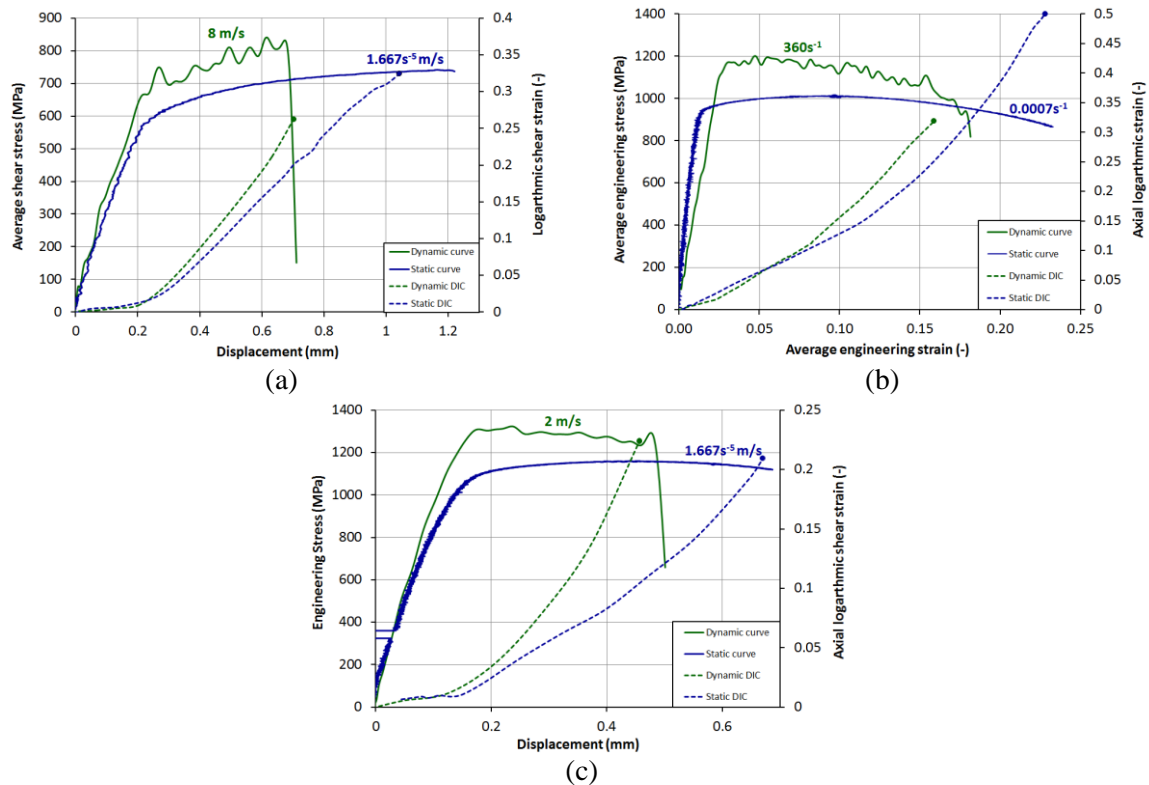 900
800
700
600
500
400
300
200
100
0
Average shear stress (MPa)
8 m/s
1.667s⁻⁵ m/s
0.4
0.35
0.3
0.25
0.2
0.15
0.1
0.05
0
Logarthmic shear strain (-)
Dynamic curve
Static curve
Dynamic DIC
Static DIC
0 0.2 0.4 0.6 0.8 1 1.2
Displacement (mm)
(a)
1400
1200
1000
800
600
400
200
0
Average engineering stress (MPa)
360s⁻¹
0.0007s⁻¹
0.5
0.45
0.4
0.35
0.3
0.25
0.2
0.15
0.1
0.05
0
Axial logarthmic strain (-)
Dynamic curve
Static curve
Dynamic DIC
Static DIC
0.00 0.05 0.10 0.15 0.20 0.25
Average engineering strain (-)
(b)
1400
1200
1000
800
600
400
200
0
Engineering Stress (MPa)
2 m/s
1.667s⁻⁵ m/s
0.25
0.2
0.15
0.1
0.05
0
Axial logarthmic shear strain (-)
Dynamic curve
Static curve
Dynamic DIC
Static DIC
0 0.2 0.4 0.6
Displacement (mm)
(c)